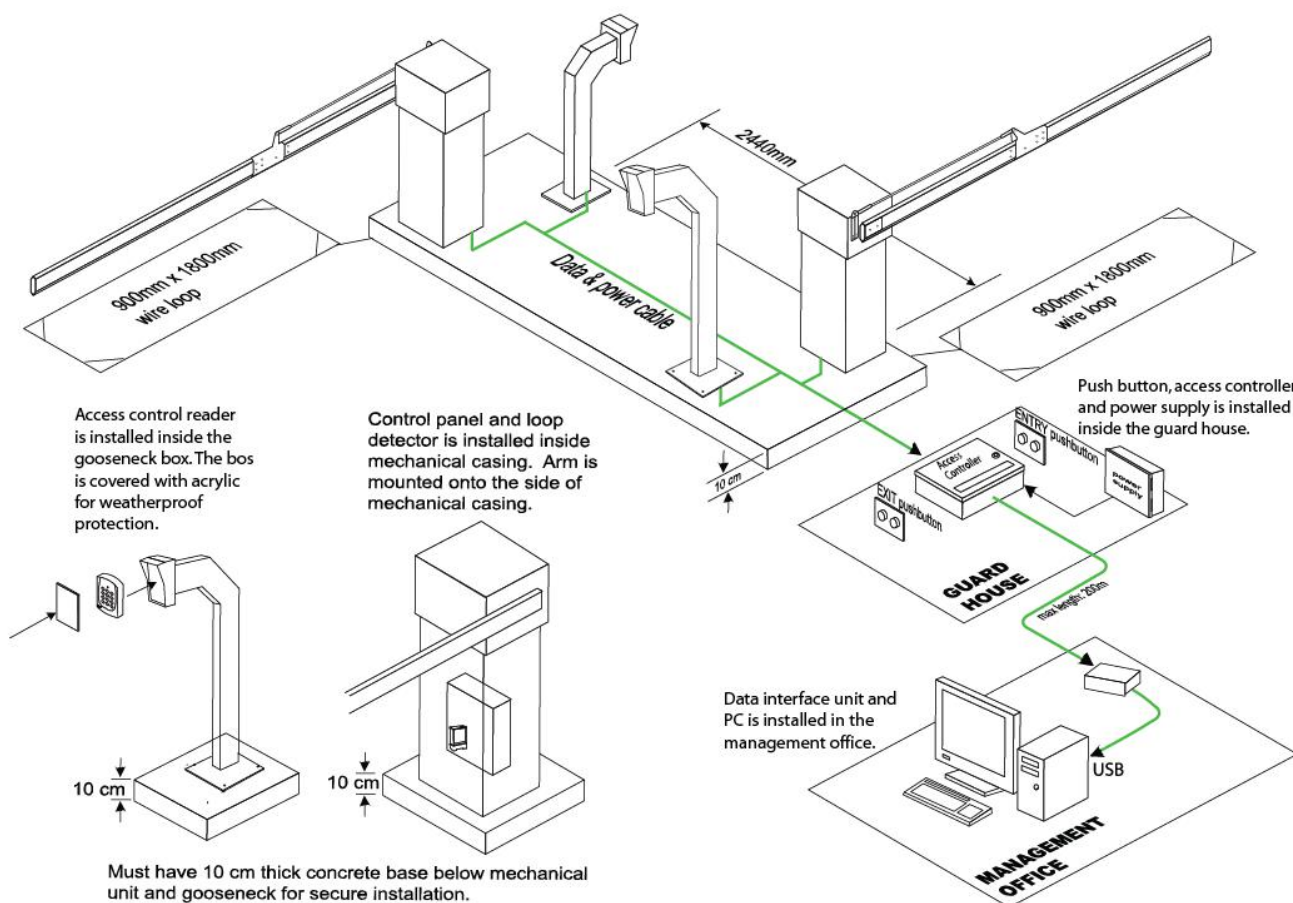 2440mm
900mm x 1800mm
wire loop
Data & power cable
900mm x 1800mm
wire loop
10 cm
Access control reader
is installed inside the
gooseneck box. The bos
is covered with acrylic
for weatherproof
protection.
Control panel and loop
detector is installed inside
mechanical casing. Arm is
mounted onto the side of
mechanical casing.
Push button, access controller
and power supply is installed
inside the guard house.
ENTRY pushbutton
Access
Controller
power
supply
EXIT pushbutton
GUARD
HOUSE
max length: 200m
Data interface unit and
PC is installed in the
management office.
USB
MANAGEMENT
OFFICE
10 cm
10 cm
Must have 10 cm thick concrete base below mechanical
unit and gooseneck for secure installation.